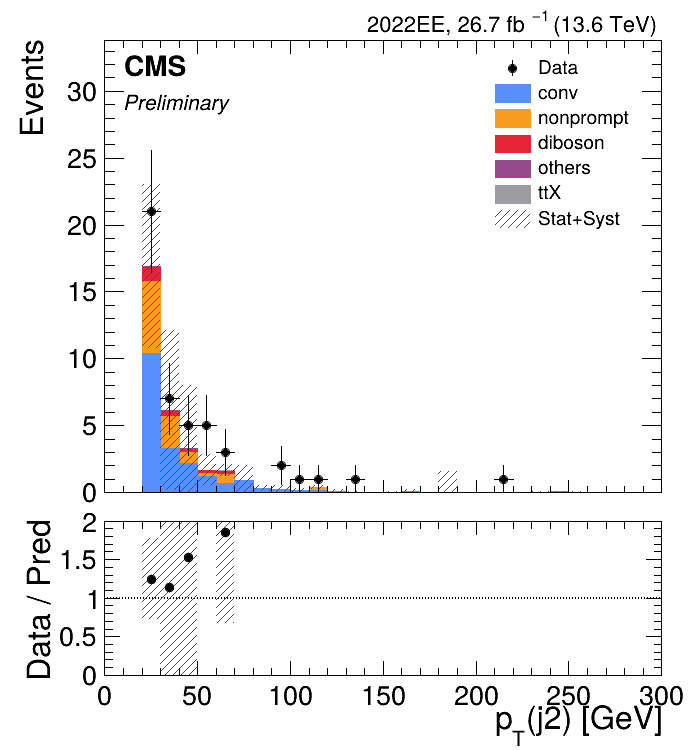 2022EE, 26.7 fb⁻¹ (13.6 TeV)
CMS
Preliminary
Events
30
25
20
15
10
5
0
Data
conv
nonprompt
diboson
others
ttX
Stat+Syst
Data / Pred
2
1.5
1
0.5
0
0 50 100 150 200 250 300
p_T(j2) [GeV]